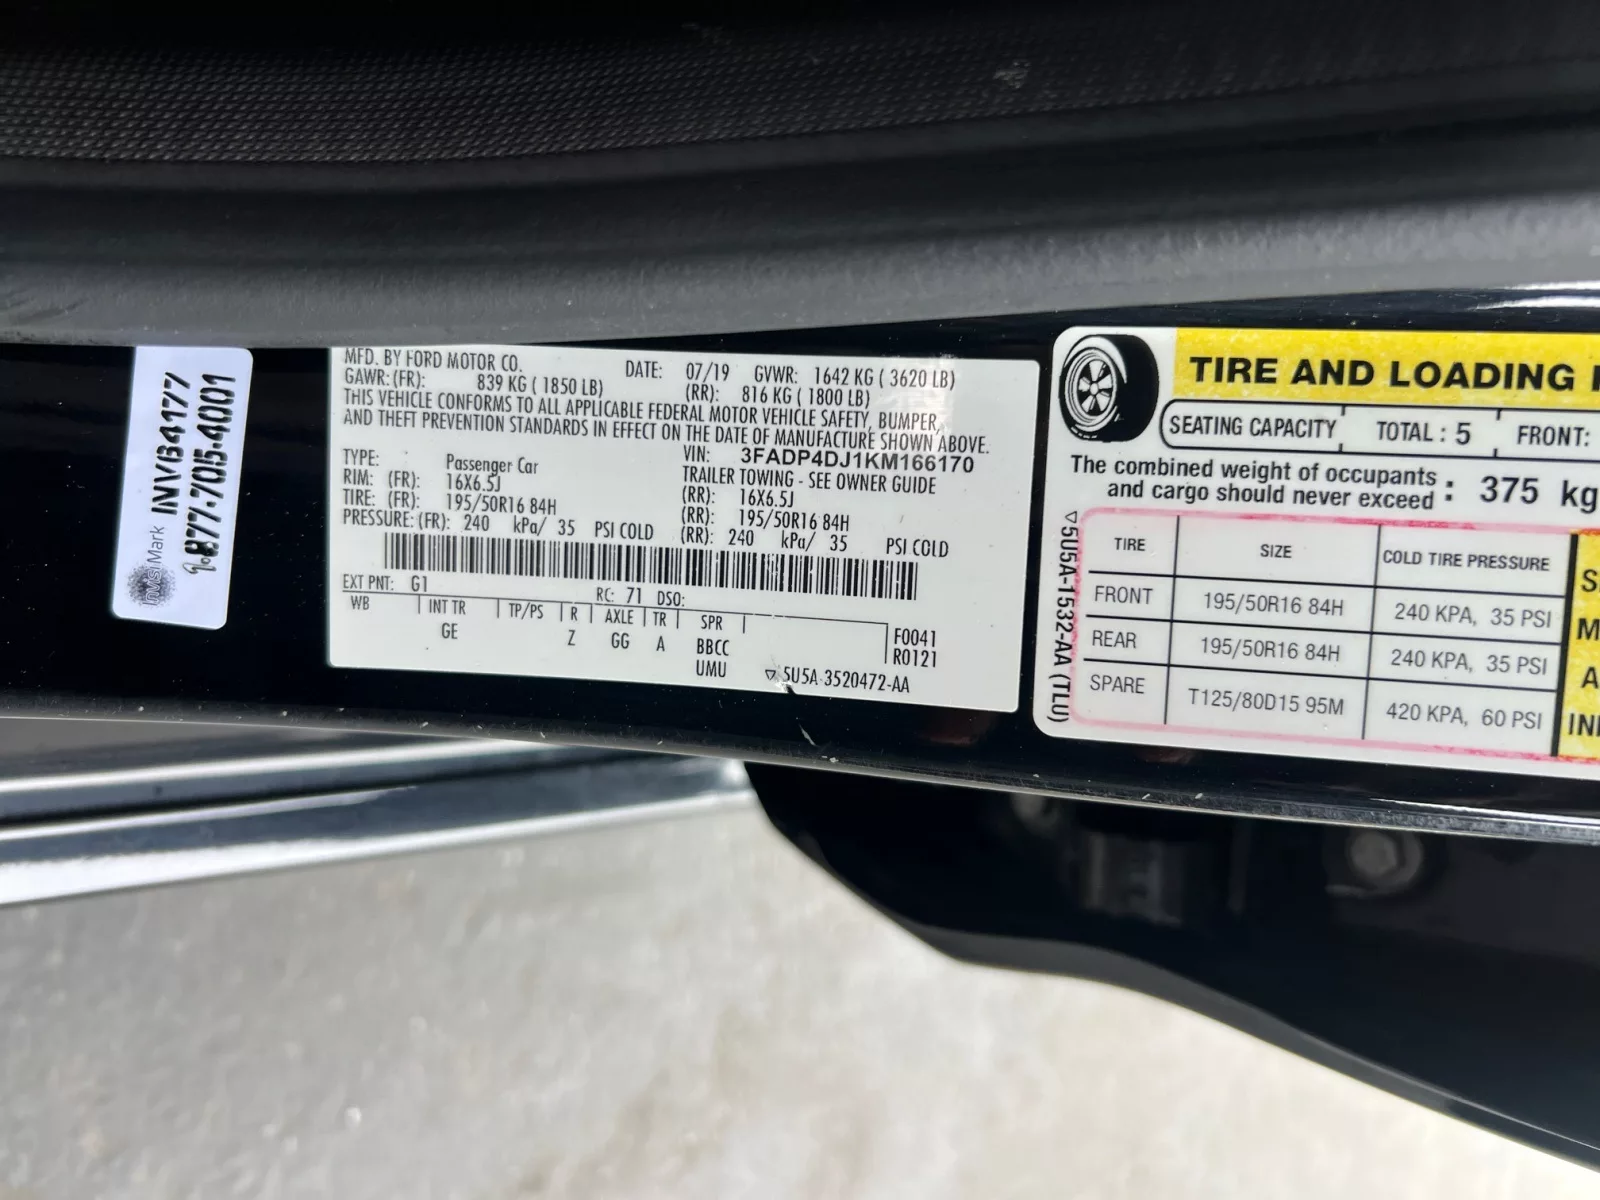 InvisiMark
INVB4177
1.877.705.4001
MFD. BY FORD MOTOR CO.
DATE: 07/19 GVWR: 1642 KG ( 3620 LB)
GAWR: (FR): 839 KG ( 1850 LB) (RR): 816 KG ( 1800 LB)
THIS VEHICLE CONFORMS TO ALL APPLICABLE FEDERAL MOTOR VEHICLE SAFETY, BUMPER,
AND THEFT PREVENTION STANDARDS IN EFFECT ON THE DATE OF MANUFACTURE SHOWN ABOVE.
VIN: 3FADP4DJ1KM166170
TYPE: Passenger Car TRAILER TOWING - SEE OWNER GUIDE
RIM: (FR): 16X6.5J (RR): 16X6.5J
TIRE: (FR): 195/50R16 84H (RR): 195/50R16 84H
PRESSURE: (FR): 240 kPa/ 35 PSI COLD (RR): 240 kPa/ 35 PSI COLD
EXT PNT: G1 RC: 71 DSO:
WB INT TR TP/PS R AXLE TR SPR
GE Z GG A BBCC
UMU
F0041
R0121
5U5A-3520472-AA
TIRE AND LOADING
SEATING CAPACITY TOTAL : 5 FRONT:
The combined weight of occupants
and cargo should never exceed : 375 kg
5U5A-1532-AA (TLU)
TIRE SIZE COLD TIRE PRESSURE
FRONT 195/50R16 84H 240 KPA, 35 PSI
REAR 195/50R16 84H 240 KPA, 35 PSI
SPARE T125/80D15 95M 420 KPA, 60 PSI